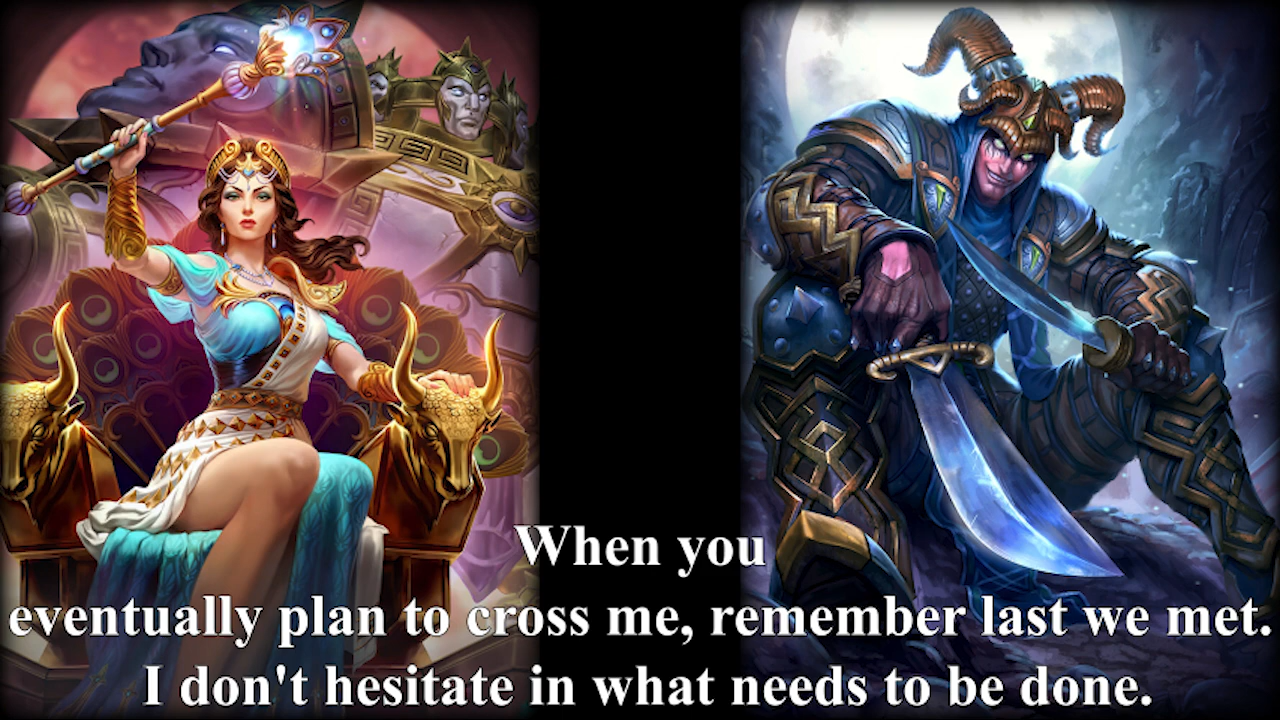 When you
eventually plan to cross me, remember last we met.
I don't hesitate in what needs to be done.